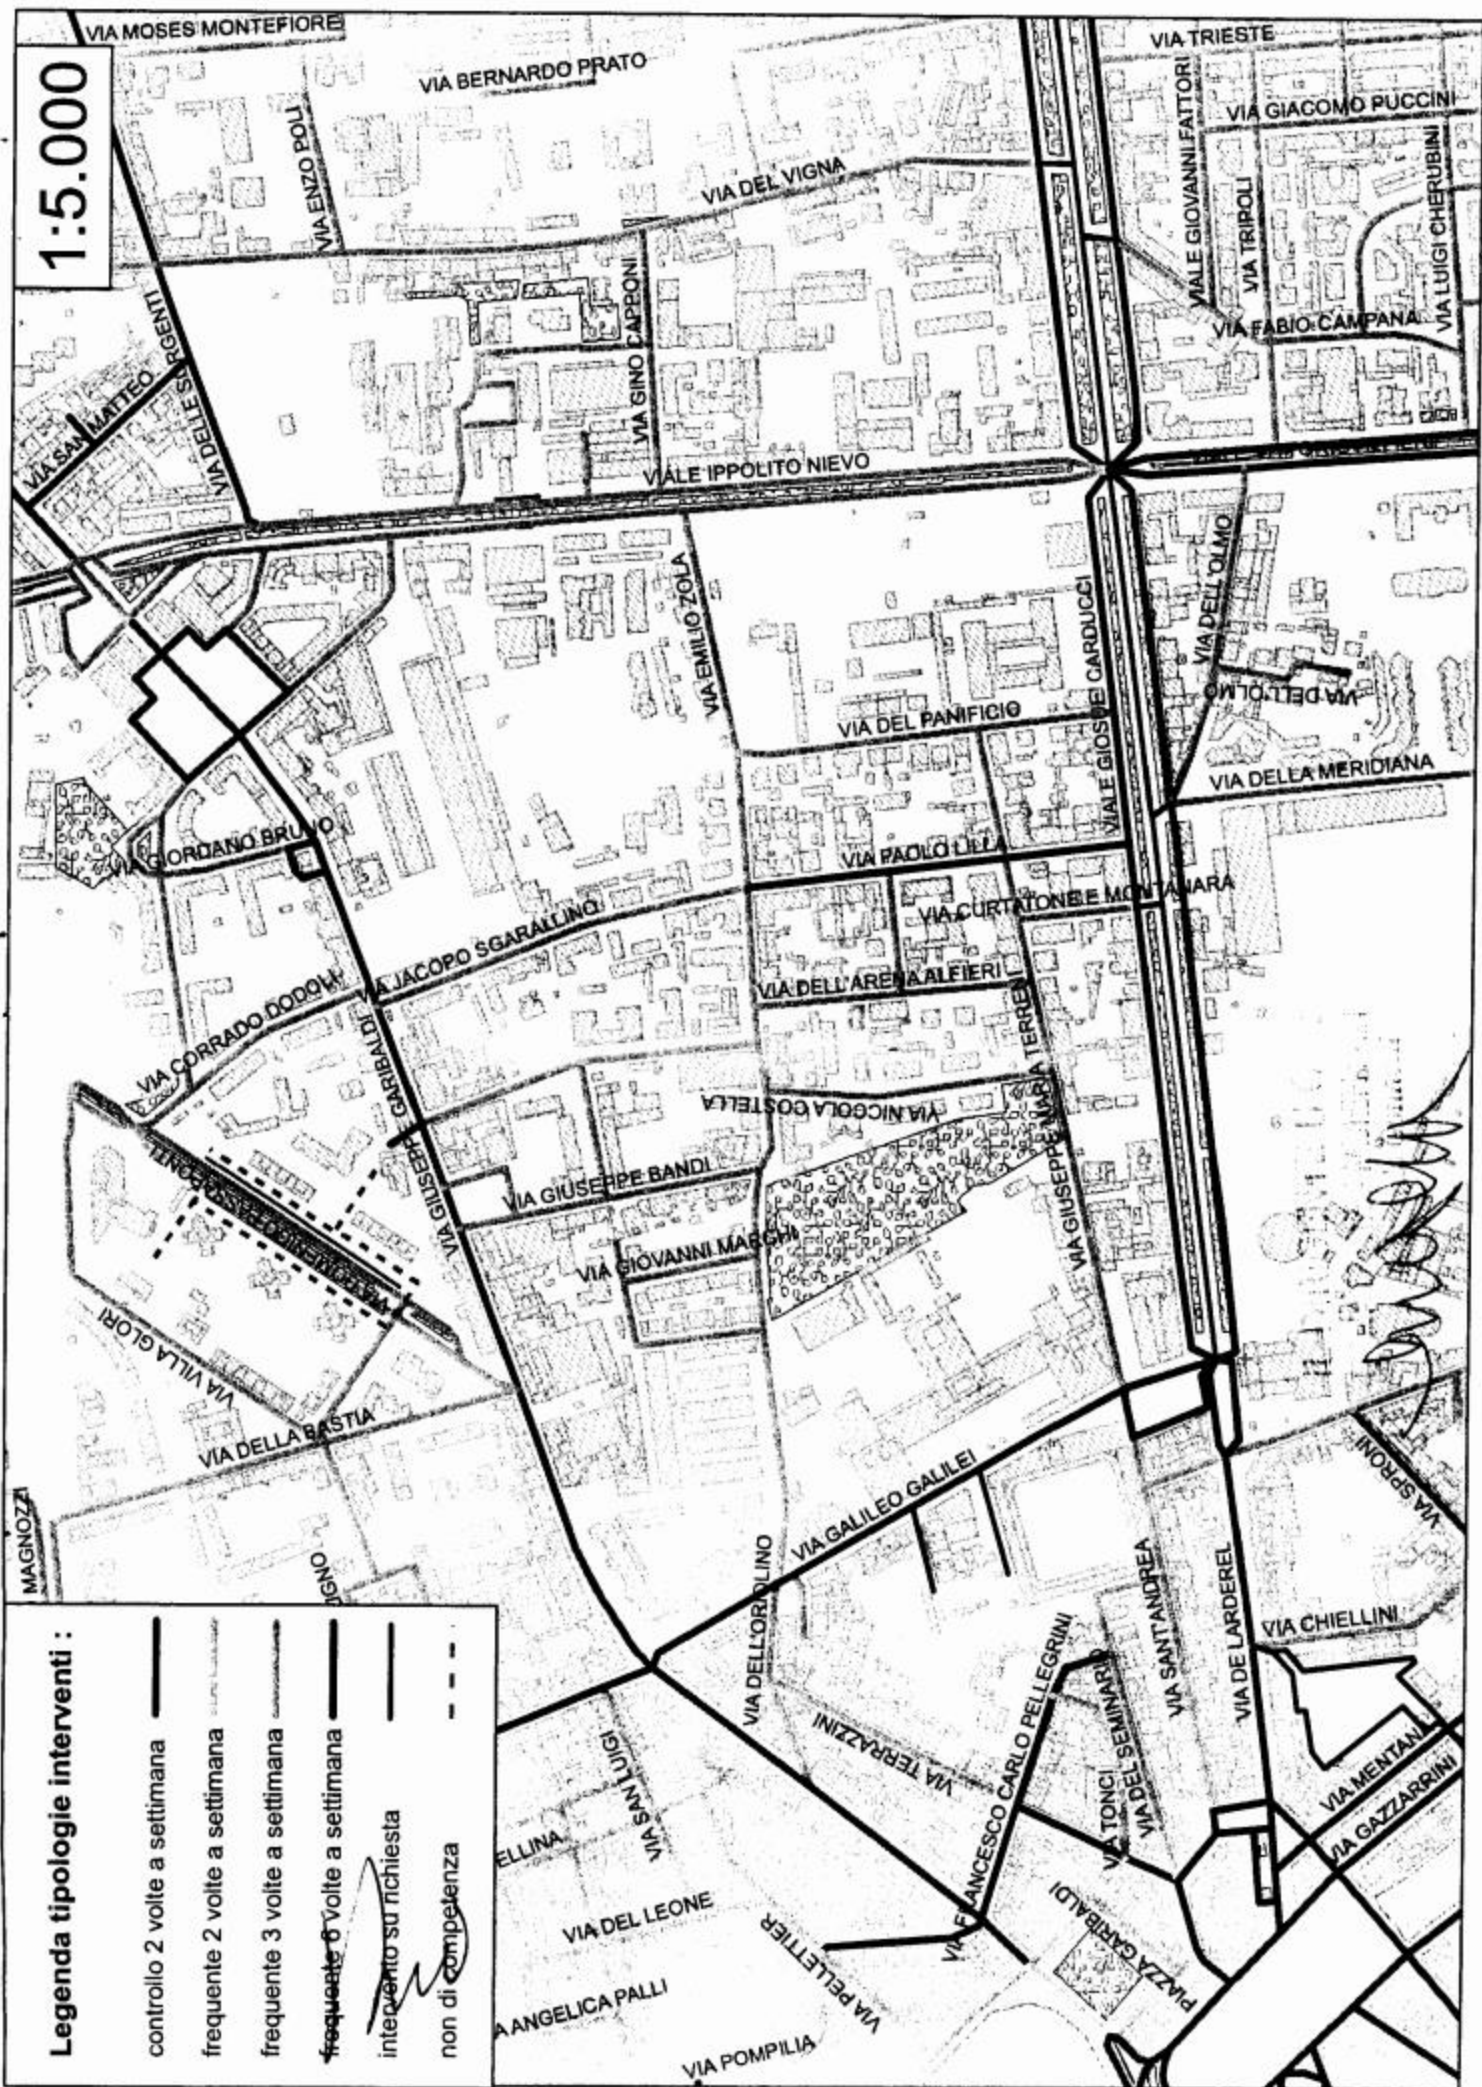 VIA MOSES MONTEFIORE
VIA BERNARDO PRATO
VIA TRIESTE
1:5.000
VIA ENZO POLI
VIALE GIOVANNI FATTORI
VIA GIACOMO PUCCINI
VIA DEL VIGNA
VIA TRIPOLI
VIA LUIGI CHERUBINI
VIA GINO CAPPONI
VIA FABIO CAMPANA
VIA SAN MATTEO
VIA DELLE SORGENTI
VIALE IPPOLITO NIEVO
VIA DELL'OLMO
VIA EMILIO ZOLA
VIALE GIOSUE CARDUCCI
VIA DELL'OLMO
VIA DEL PANIFICIO
VIA DELLA MERIDIANA
VIA GIORDANO BRUNO
VIA PAOLO LILLA
VIA CURTATONE E MONTANARA
VIA JACOPO SGARALLINO
VIA CORRADO DODOLI
VIA DELL'ARENA ALFIERI
VIA GIUSEPPE GARIBALDI
VIA NICCOLA COSTELLA
VIA GIUSEPPE MARIA TERRENI
VIA GIUSEPPE BANDI
VIA GIOVANNI MARCHI
VIA VILLA GLORI
VIA DELLA BASTIA
MAGNOZZI
UGNO
VIA GALILEO GALILEI
VIA SPRONI
VIA DELL'ORIOLINO
VIA SANT'ANDREA
VIA DE LARDEREL
VIA CHIELLINI
VIA TERRAZZINI
VIA FRANCESCO CARLO PELLEGRINI
VIA DEL SEMINARIO
VIA TONCI
VIA MENTANA
VIA GAZZARRINI
VIA SAN LUIGI
ELLINA
VIA DEL LEONE
VIA PELLETTIER
PIAZZA GARIBALDI
A ANGELICA PALLI
VIA POMPILIA
Legenda tipologie interventi :
controllo 2 volte a settimana
frequente 2 volte a settimana
frequente 3 volte a settimana
frequente 6 volte a settimana
intervento su richiesta
non di competenza